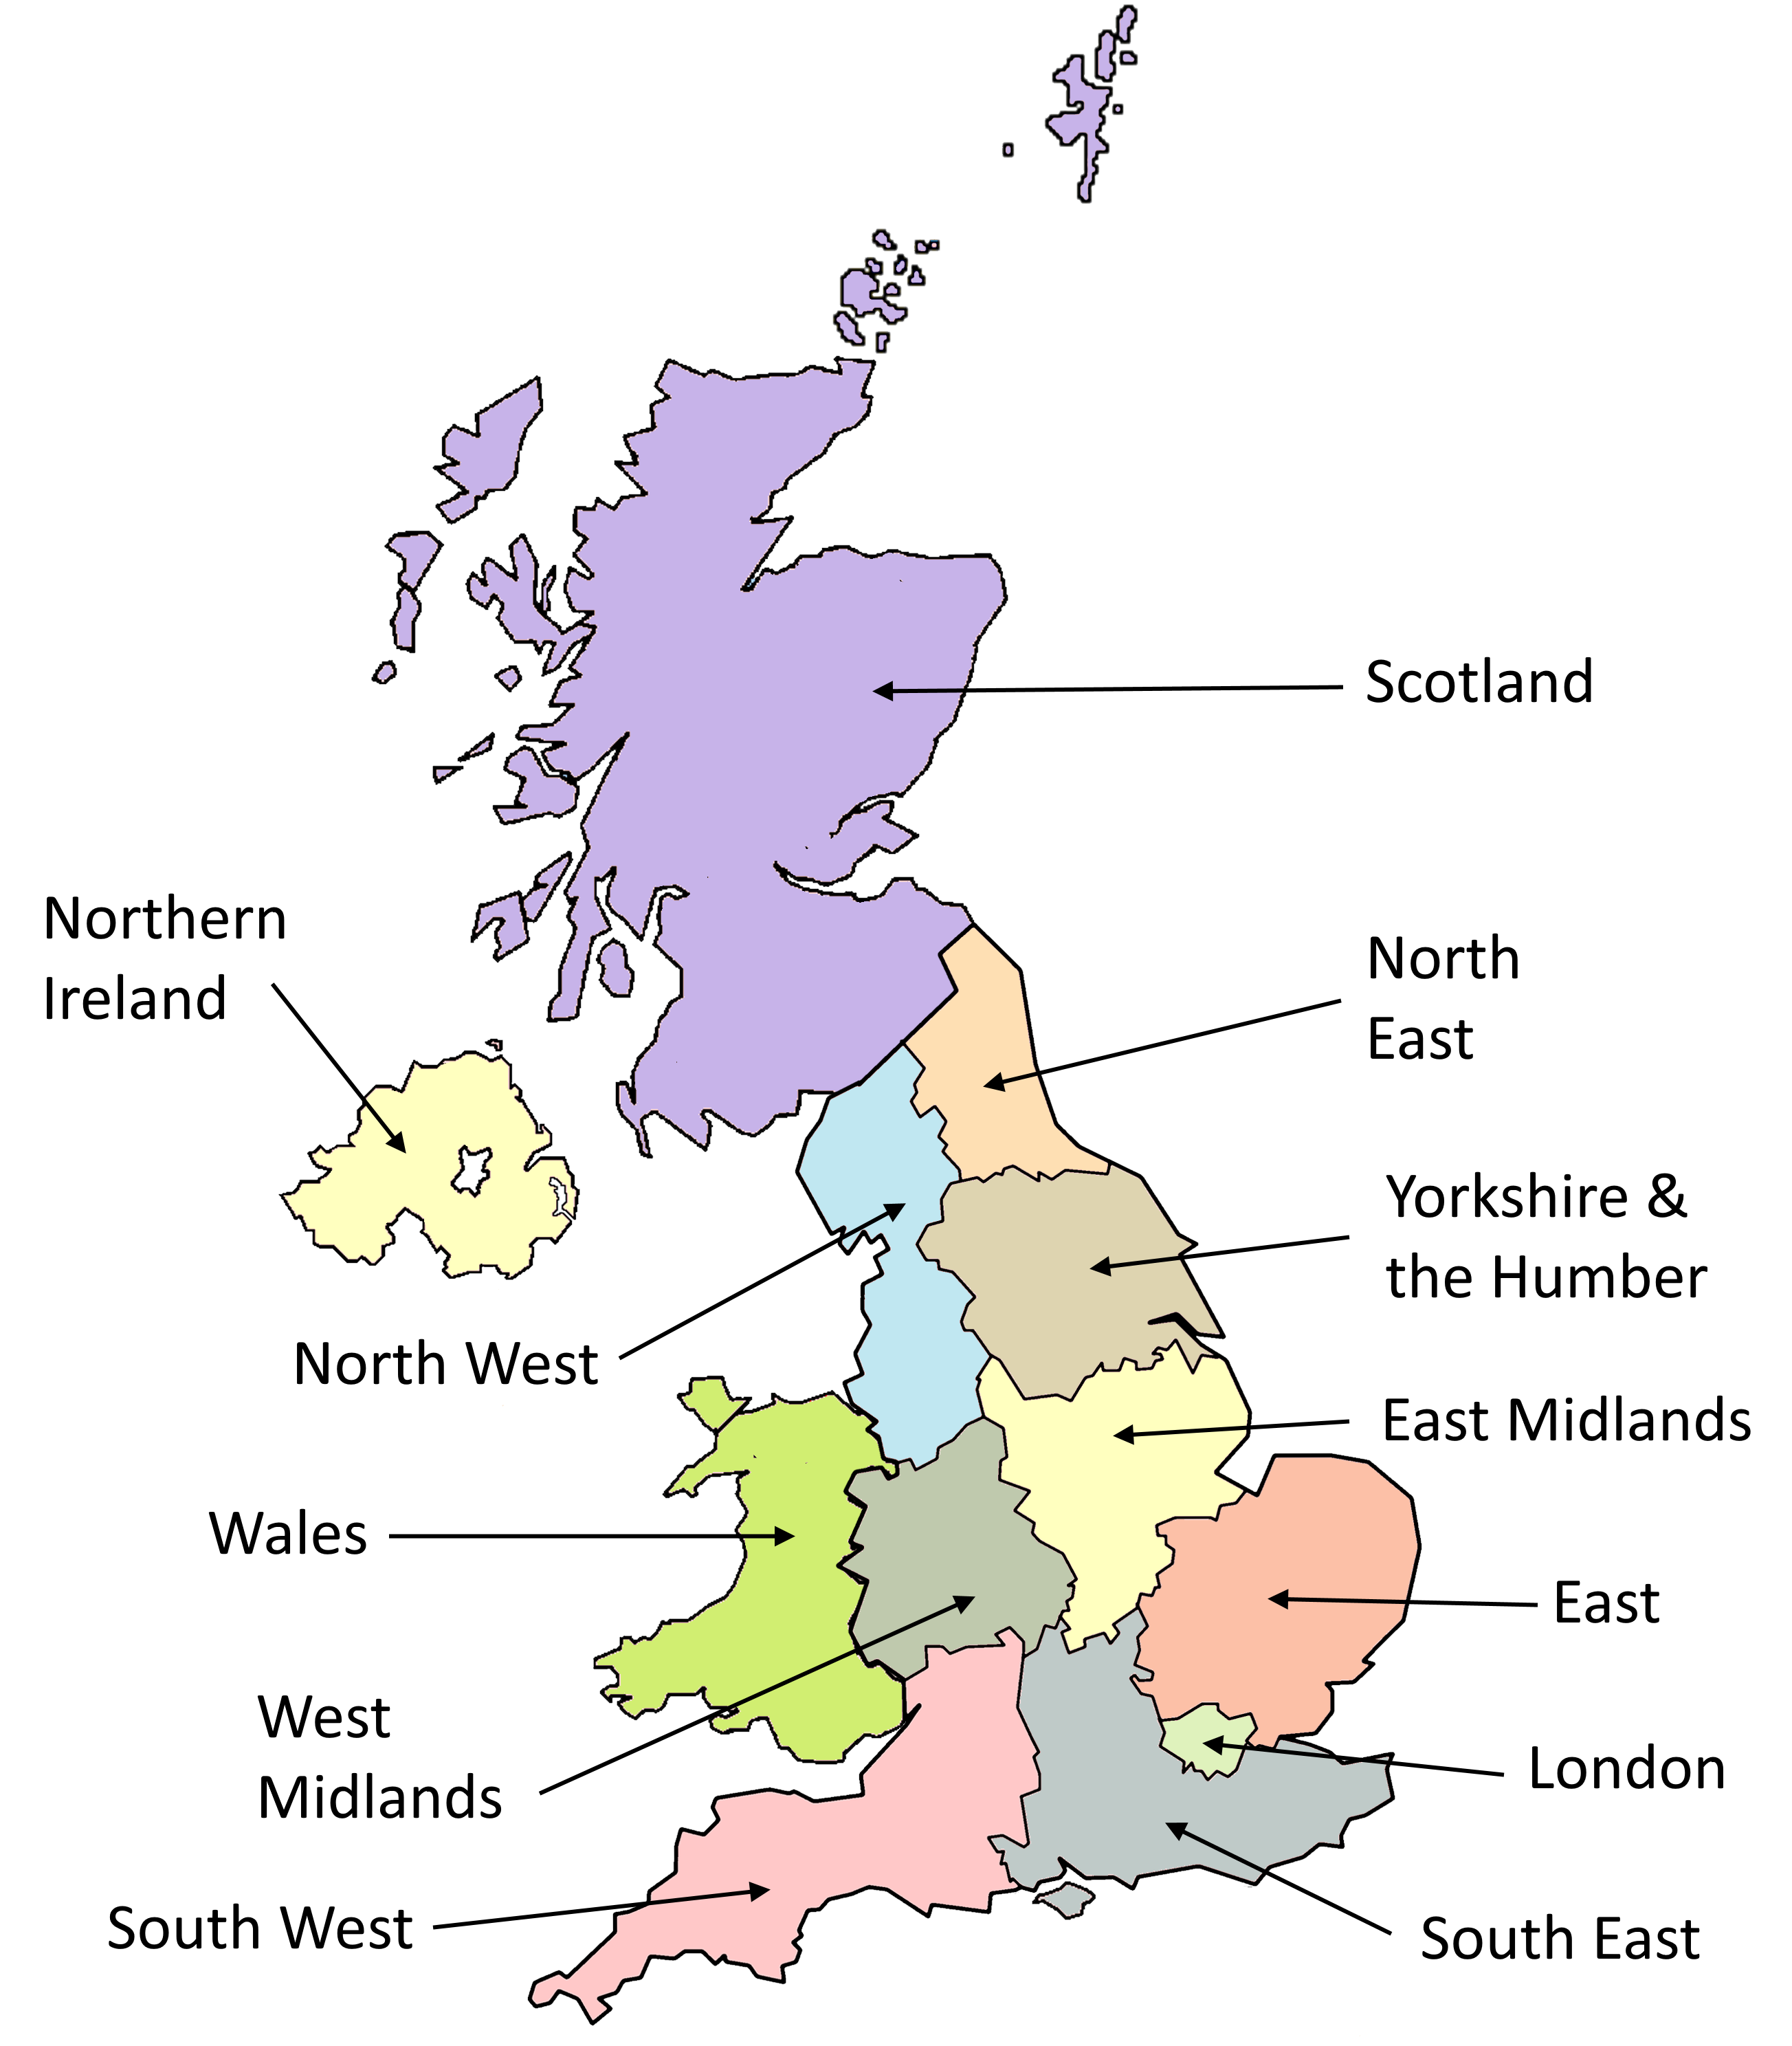 Scotland
Northern
Ireland
North
East
Yorkshire &
the Humber
North West
East Midlands
Wales
East
West
Midlands
London
South West
South East